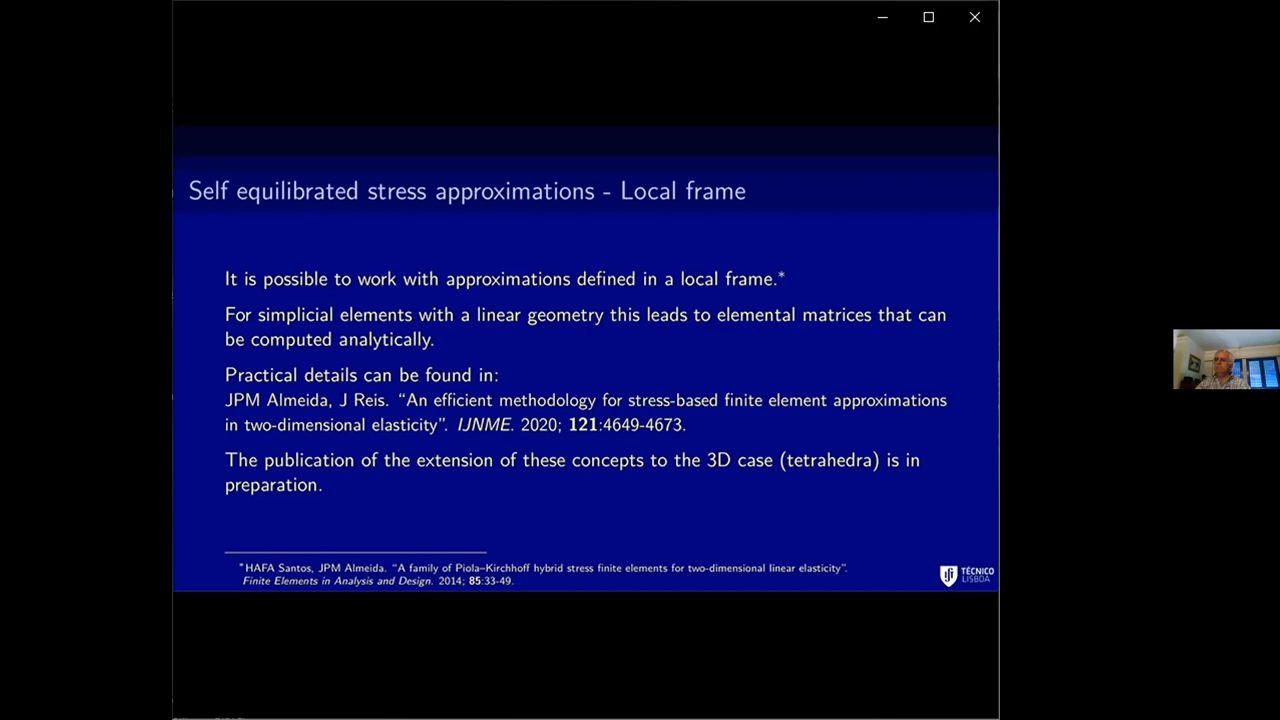 Self equilibrated stress approximations - Local frame
It is possible to work with approximations defined in a local frame.*
For simplicial elements with a linear geometry this leads to elemental matrices that can
be computed analytically.
Practical details can be found in:
JPM Almeida, J Reis. “An efficient methodology for stress-based finite element approximations
in two-dimensional elasticity”. IJNME. 2020; 121:4649-4673.
The publication of the extension of these concepts to the 3D case (tetrahedra) is in
preparation.
*HAFA Santos, JPM Almeida. “A family of Piola–Kirchhoff hybrid stress finite elements for two-dimensional linear elasticity”.
Finite Elements in Analysis and Design. 2014; 85:33-49.
TÉCNICO
LISBOA